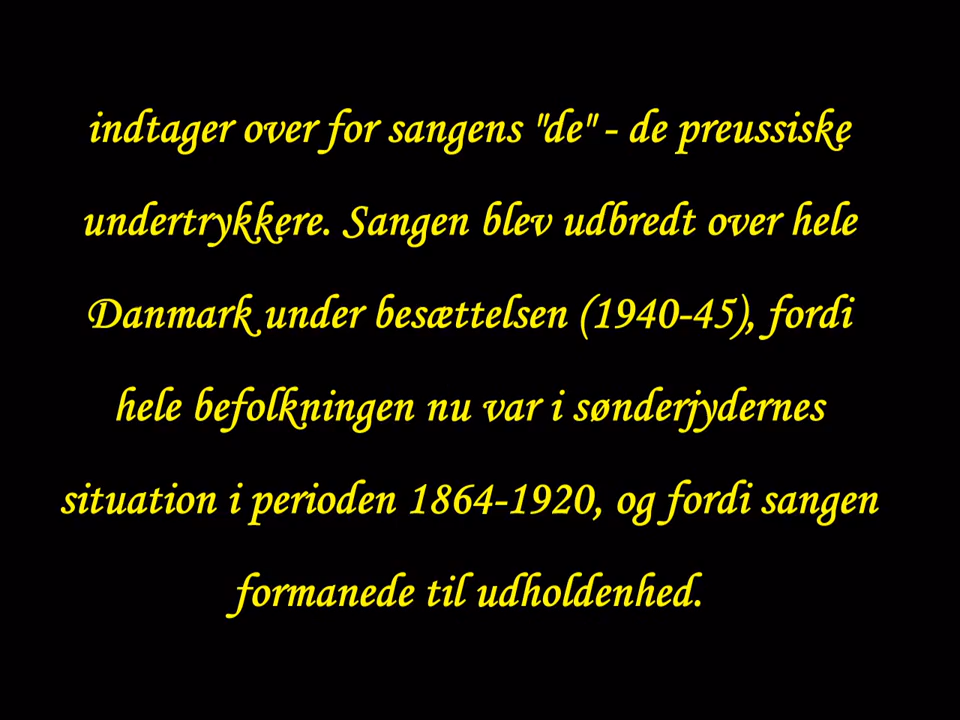 indtager over for sangens "de" - de preussiske
undertrykkere. Sangen blev udbredt over hele
Danmark under besættelsen (1940-45), fordi
hele befolkningen nu var i sønderjydernes
situation i perioden 1864-1920, og fordi sangen
formanede til udholdenhed.